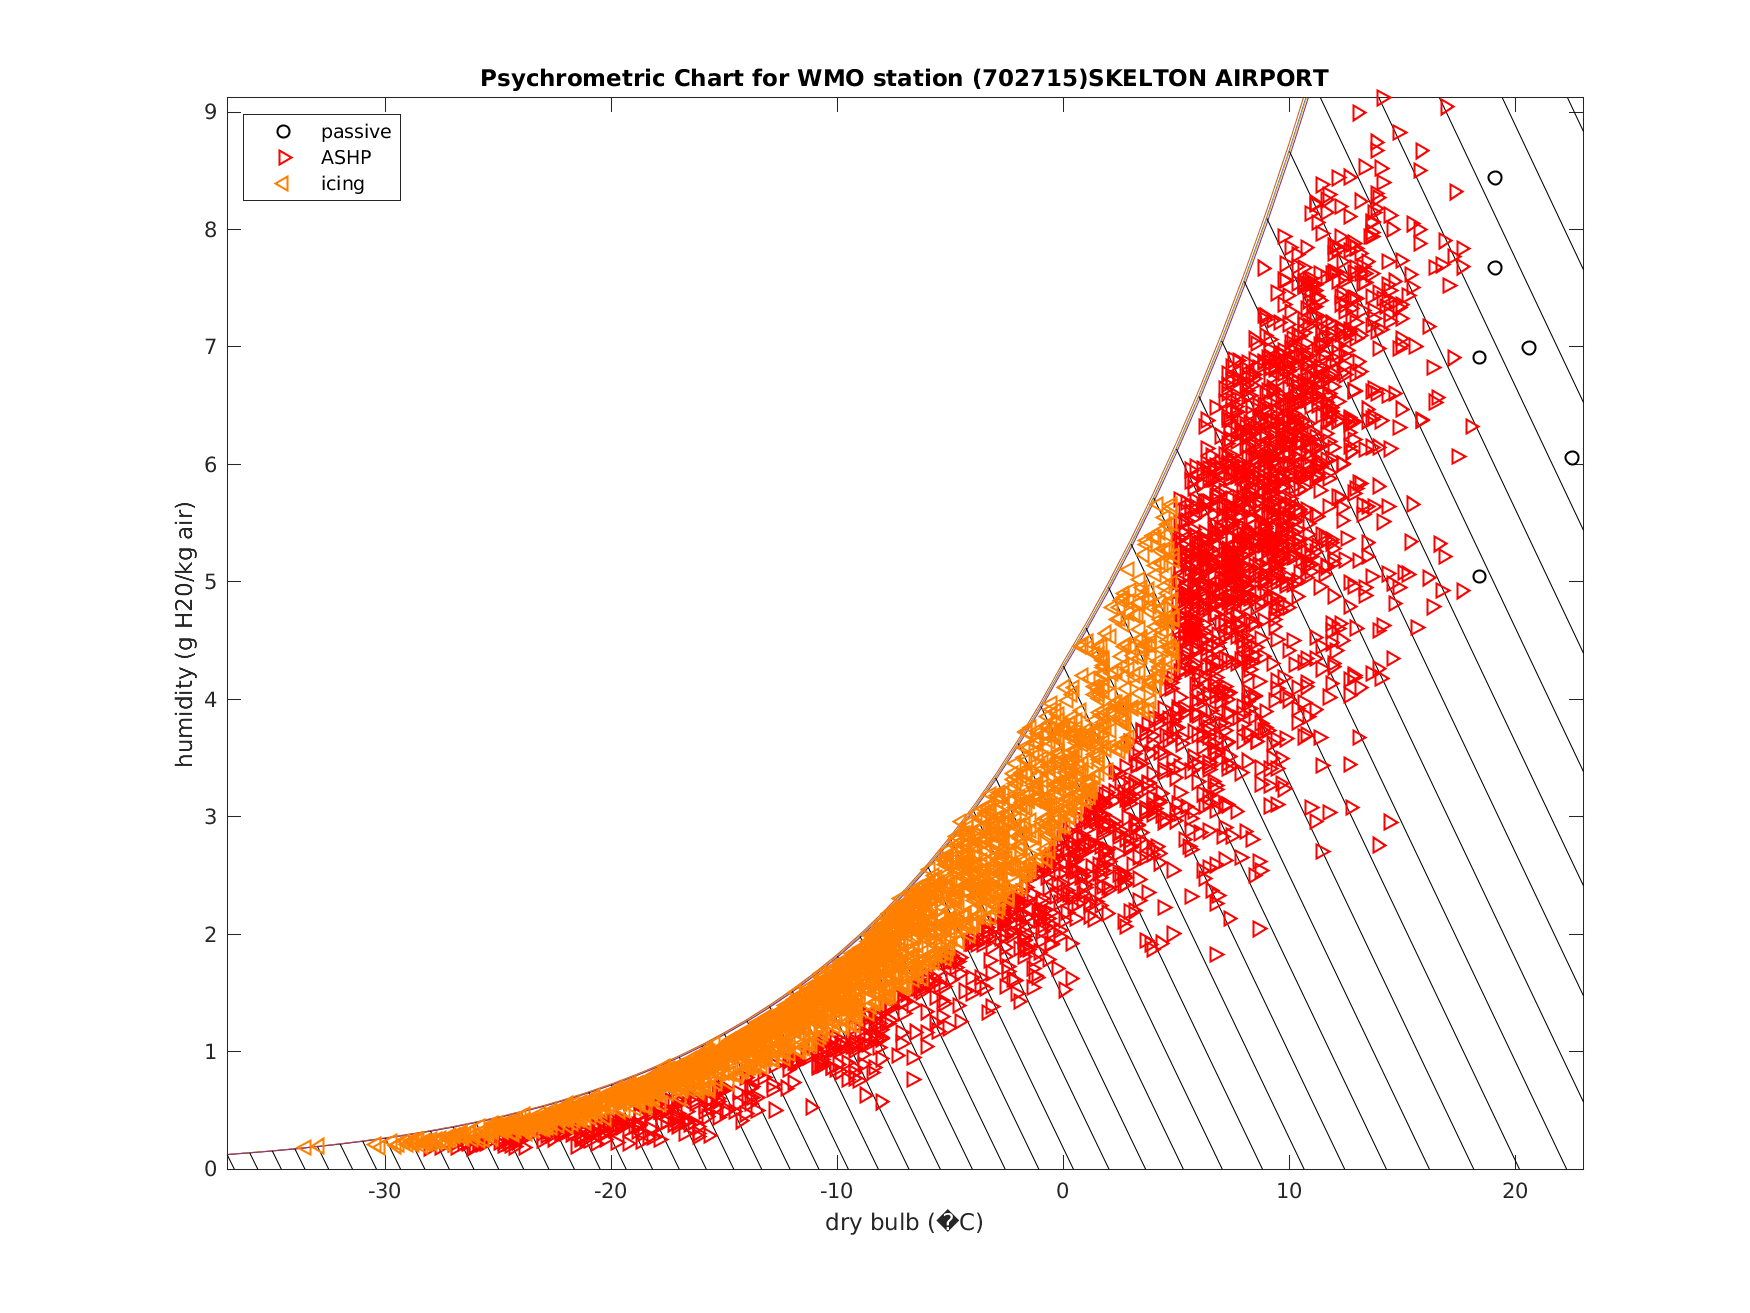 Psychrometric Chart for WMO station (702715)SKELTON AIRPORT
passive
ASHP
icing
humidity (g H20/kg air)
9
8
7
6
5
4
3
2
1
0
-30 -20 -10 0 10 20
dry bulb (�C)